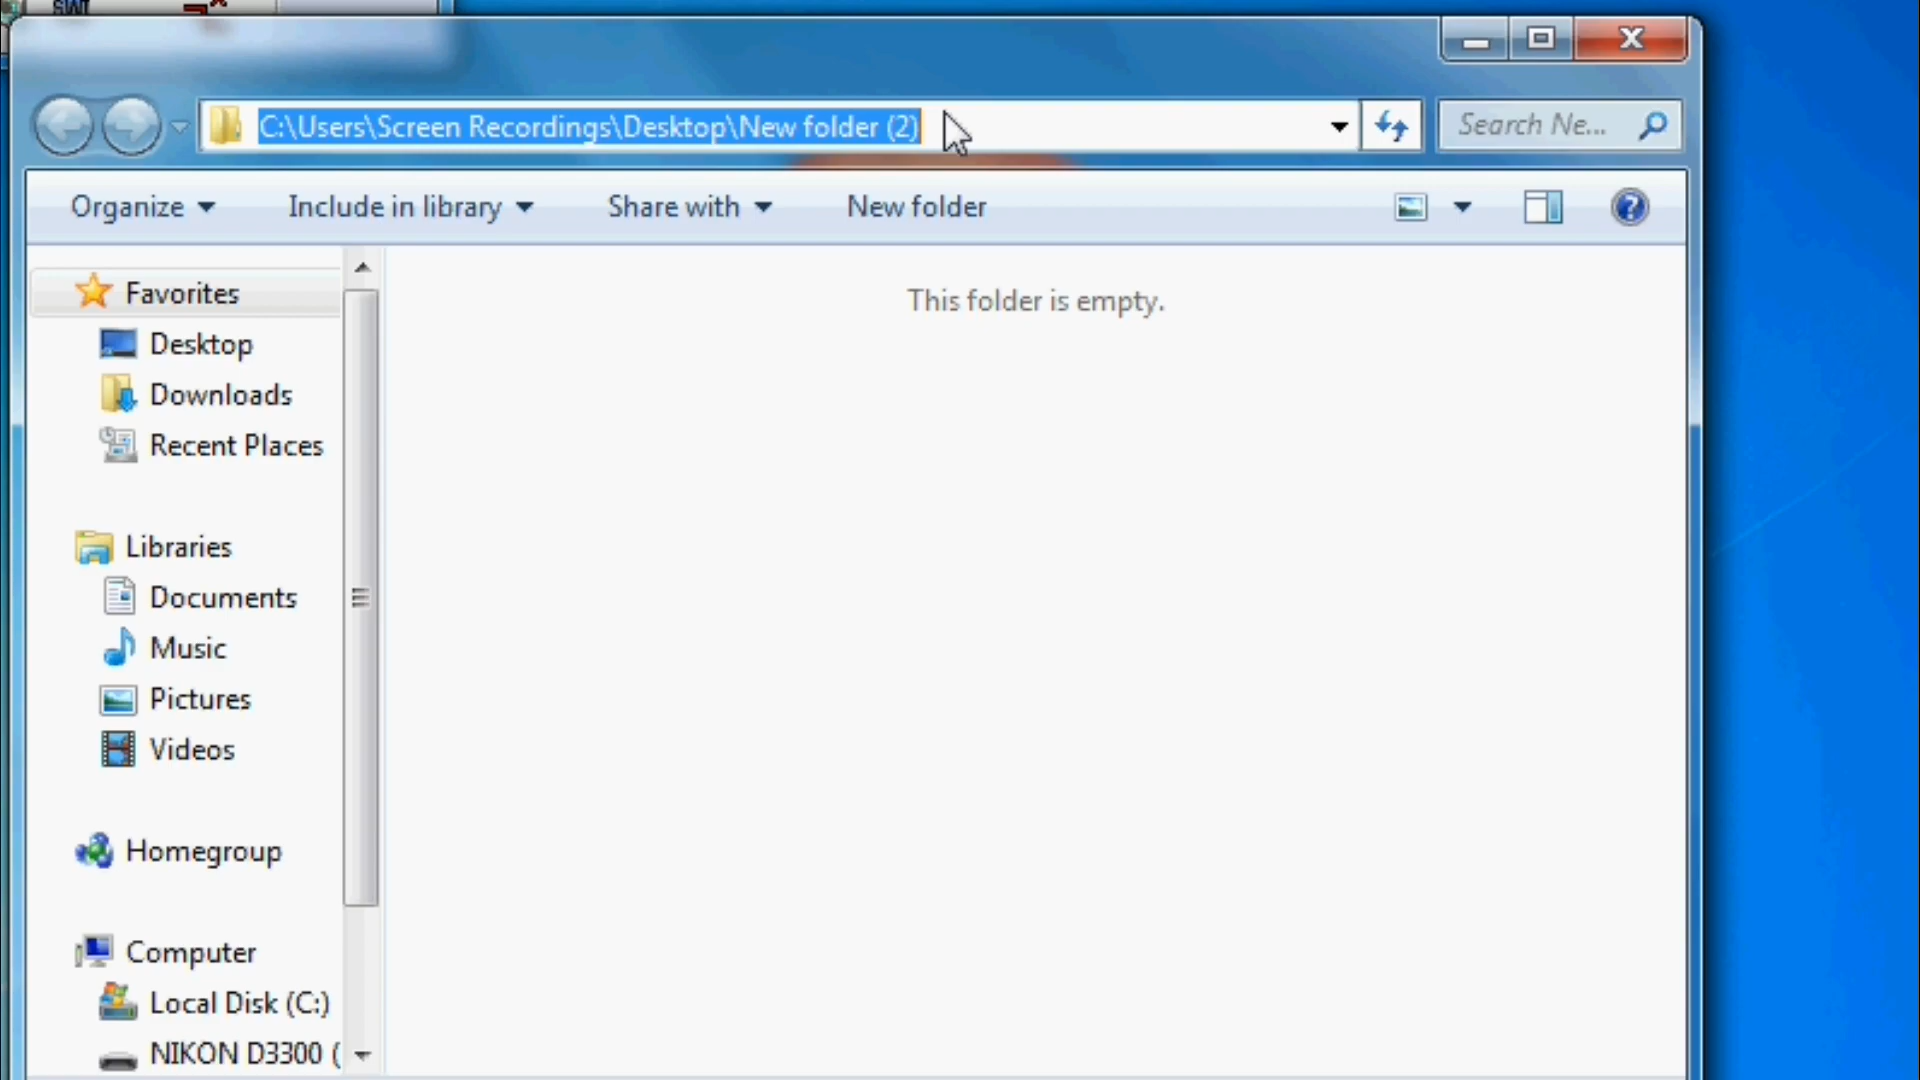 C:\Users\Screen Recordings\Desktop\New folder (2)
Search Ne...
Organize
Include in library
Share with
New folder
This folder is empty.
Favorites
Desktop
Downloads
Recent Places
Libraries
Documents
Music
Pictures
Videos
Homegroup
Computer
Local Disk (C:)
NIKON D3300 (